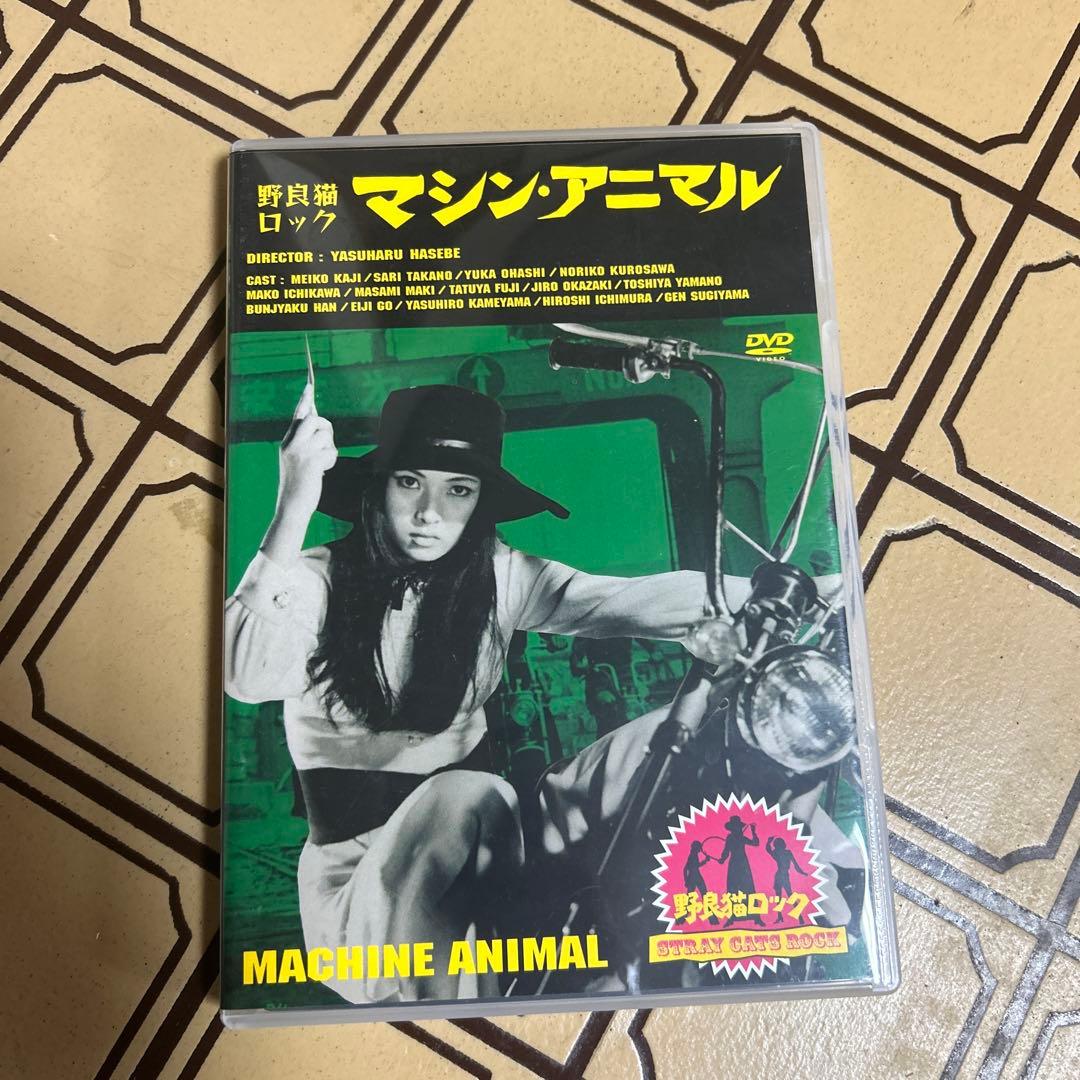 野良猫
ロック
マシン・アニマル
DIRECTOR : YASUHARU HASEBE
CAST : MEIKO KAJI/SARI TAKANO/YUKA OHASHI/NORIKO KUROSAWA
MAKO ICHIKAWA/MASAMI MAKI/TATUYA FUJI/JIRO OKAZAKI/TOSHIYA YAMANO
BUNJYAKU HAN/EIJI GO/YASUHIRO KAMEYAMA/HIROSHI ICHIMURA/GEN SUGIYAMA
DVD
VIDEO
NO
野良猫ロック
STRAY CATS ROCK
MACHINE ANIMAL